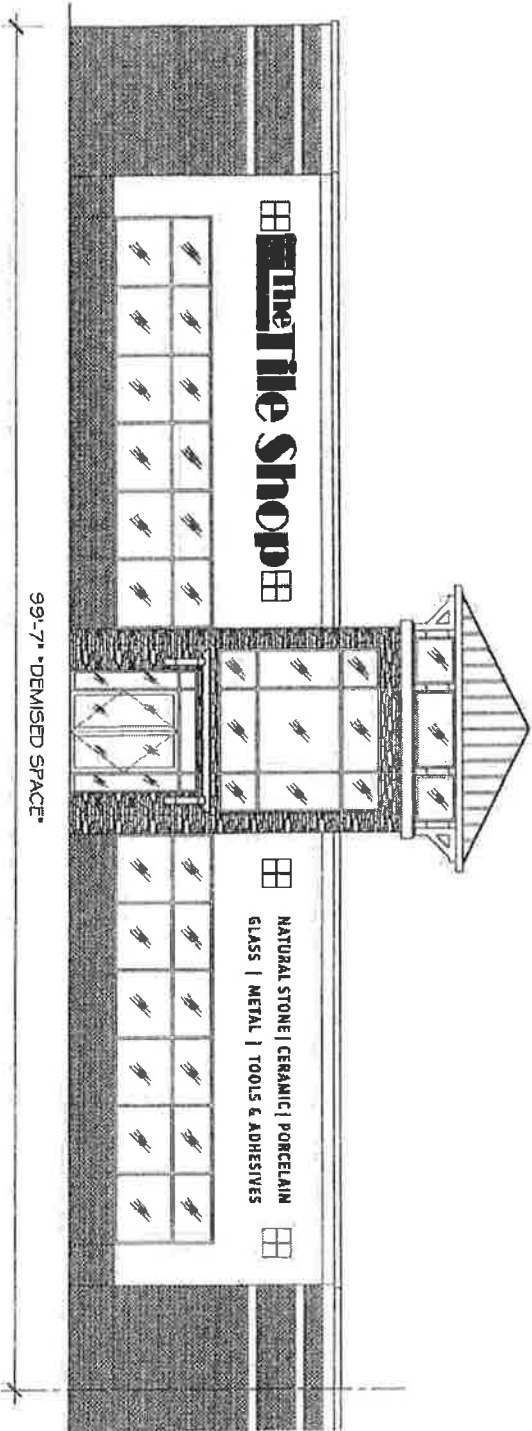 The Tile Shop
NATURAL STONE | CERAMIC | PORCELAIN
GLASS | METAL | TOOLS & ADHESIVES
99'-7" "DEMISED SPACE"